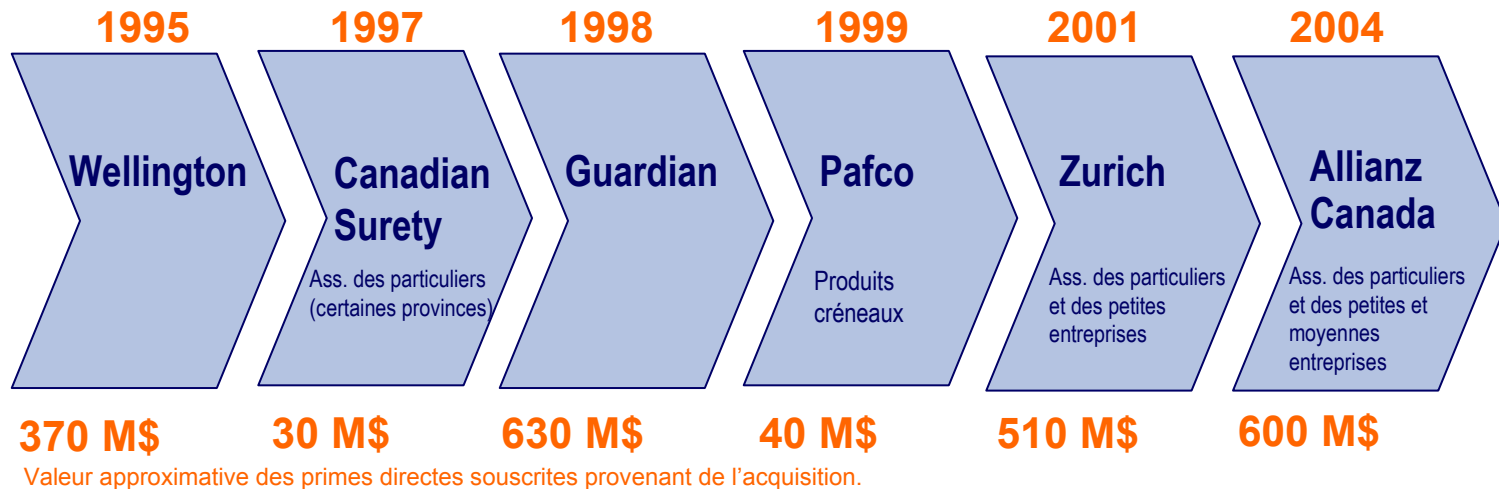 1995
1997
1998
1999
2001
2004
Wellington
Canadian
Surety
Ass. des particuliers
(certaines provinces)
Guardian
Pafco
Produits
créneaux
Zurich
Ass. des particuliers
et des petites
entreprises
Allianz
Canada
Ass. des particuliers
et des petites et
moyennes
entreprises
370 M$
30 M$
630 M$
40 M$
510 M$
600 M$
Valeur approximative des primes directes souscrites provenant de l’acquisition.